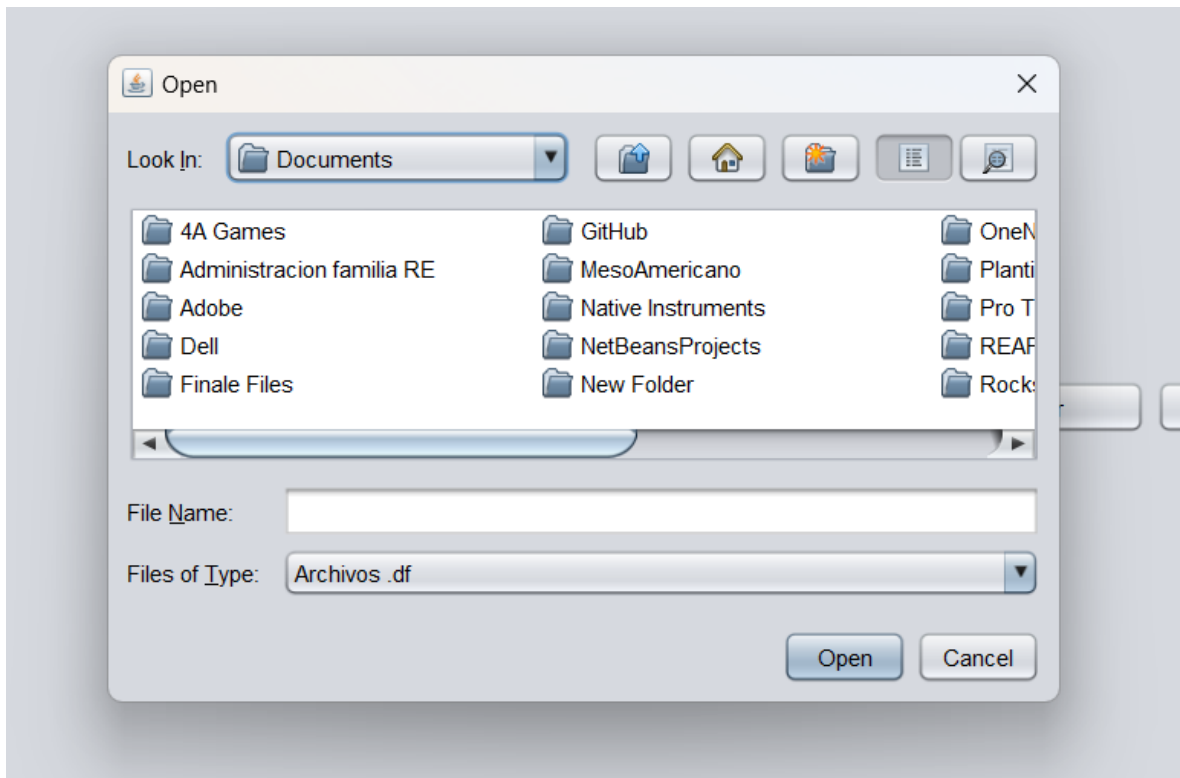 Open
Look In: Documents
4A Games
Administracion familia RE
Adobe
Dell
Finale Files
GitHub
MesoAmericano
Native Instruments
NetBeansProjects
New Folder
Planti
Pro T
File Name:
Files of Type: Archivos .df
Open Cancel